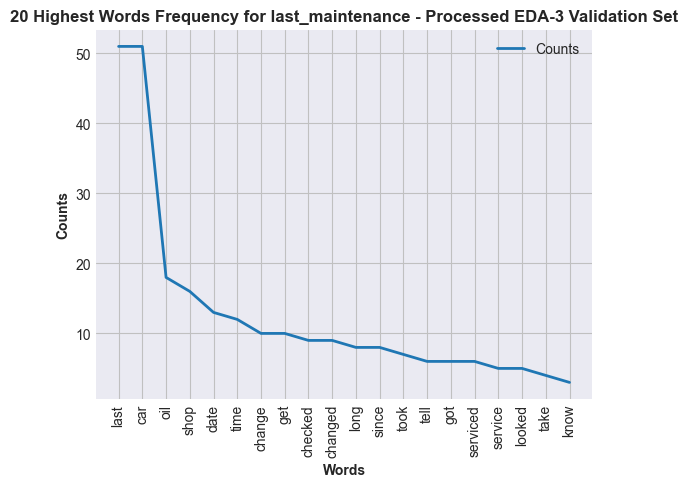 20 Highest Words Frequency for last_maintenance - Processed EDA-3 Validation Set
Counts
50
40
30
20
10
Counts
last
car
oil
shop
date
time
change
get
checked
changed
long
since
took
tell
got
serviced
service
looked
take
know
Words